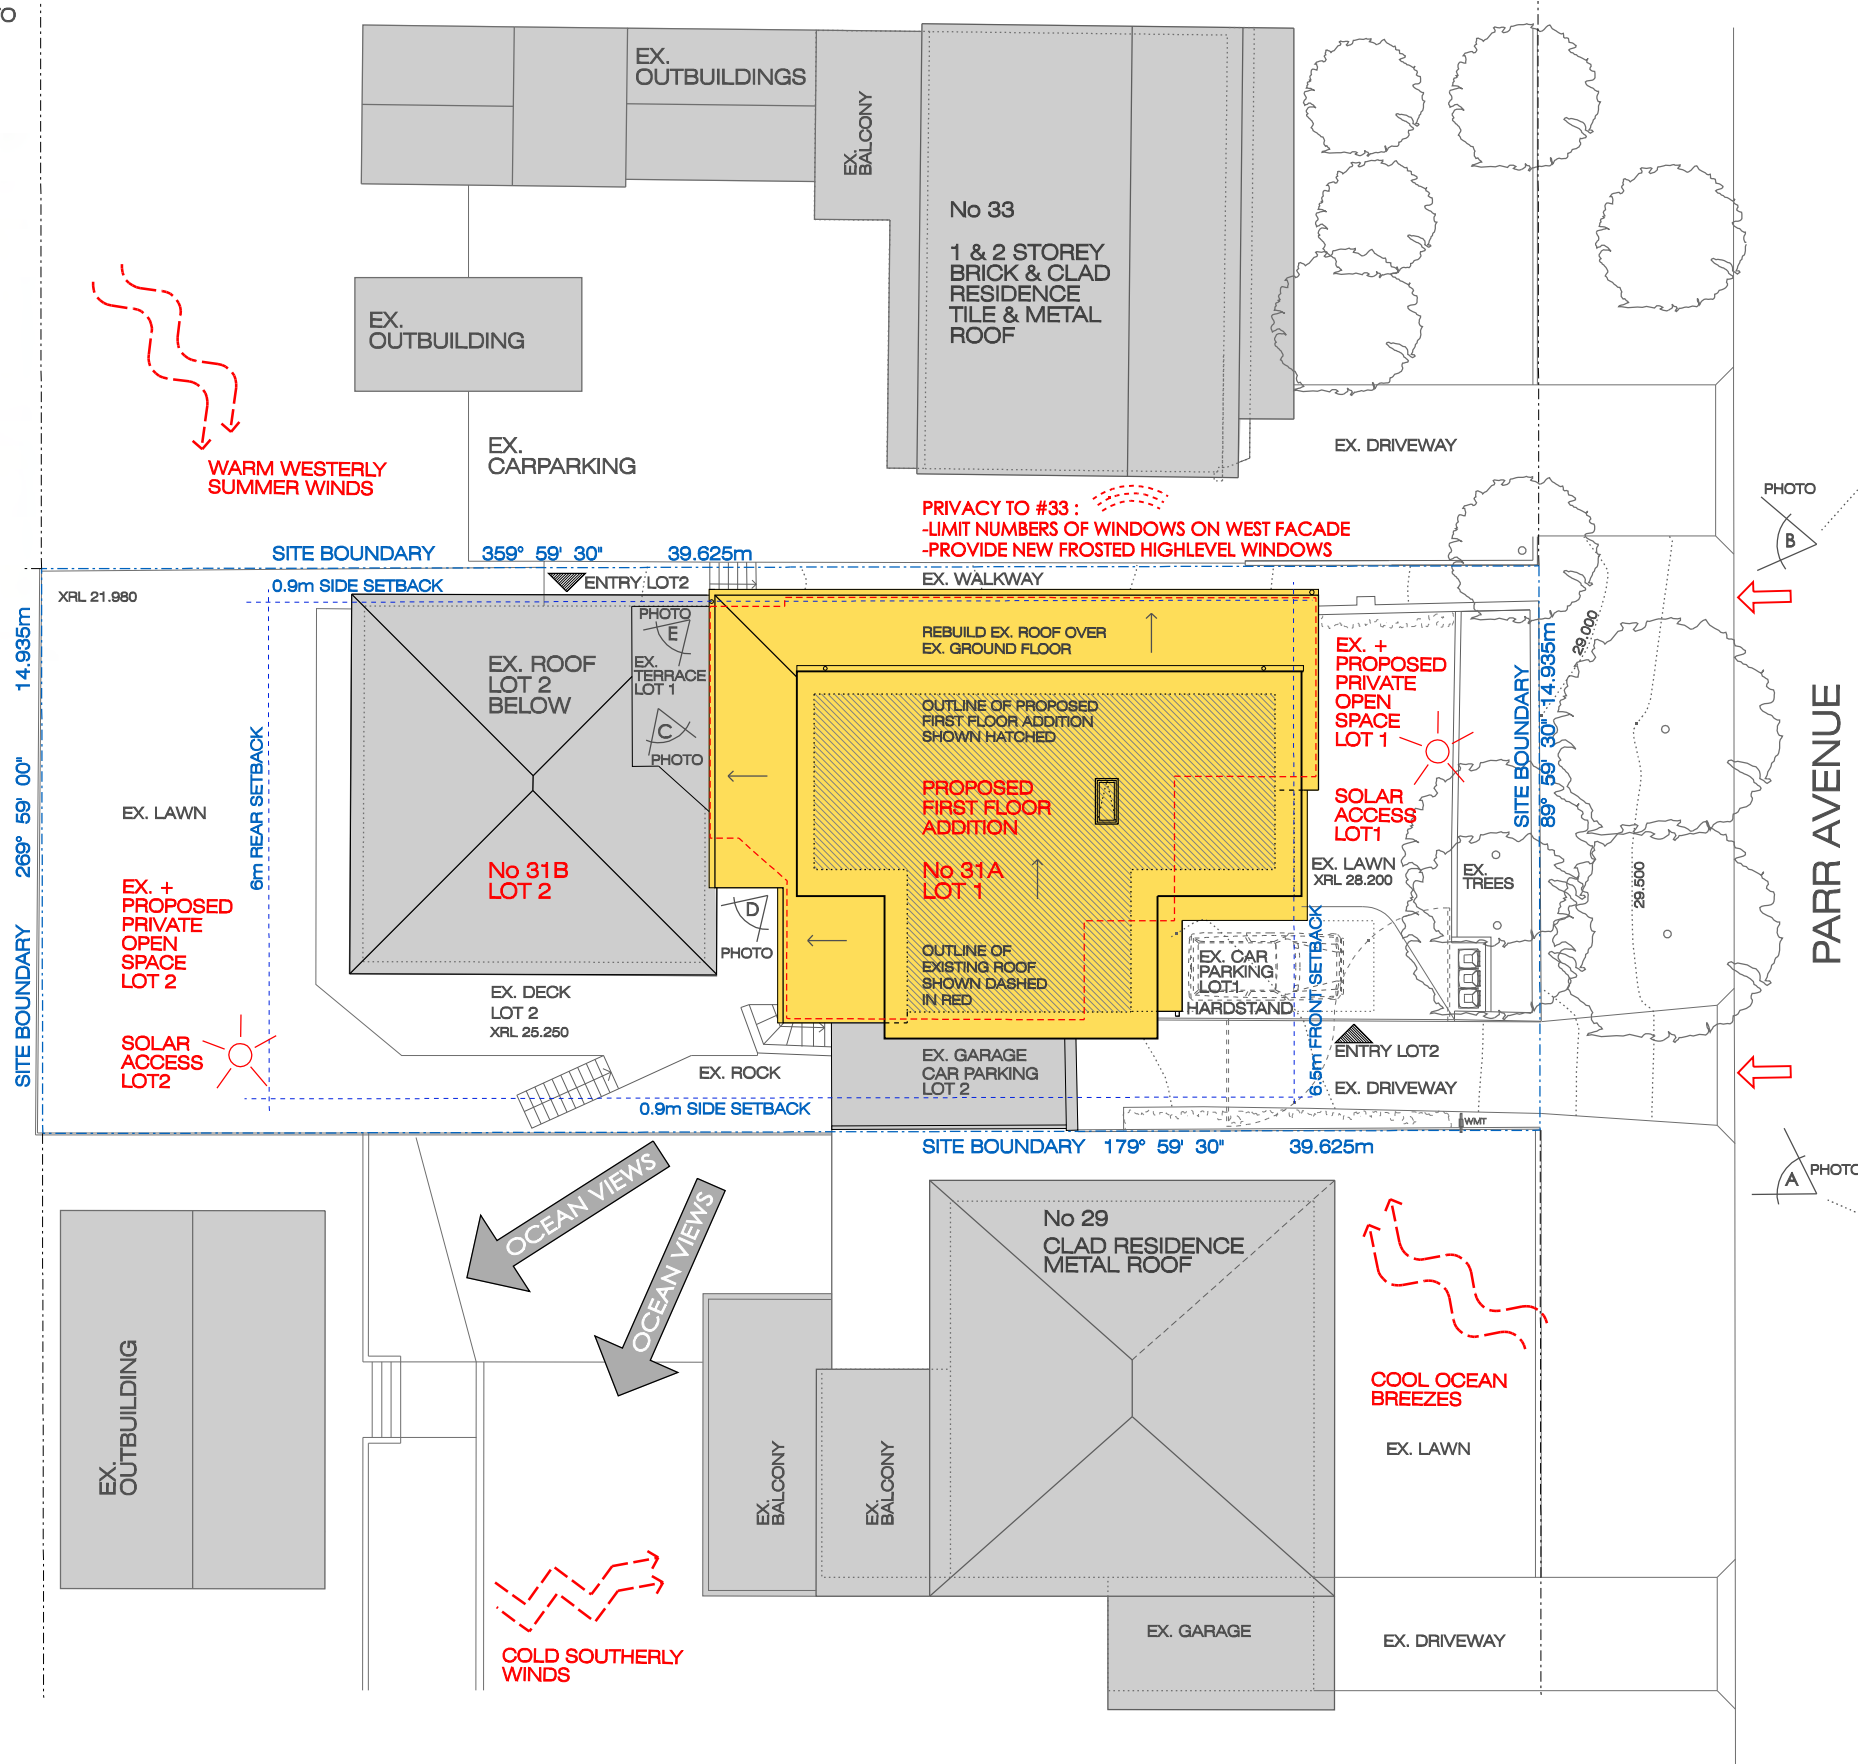 EX.
OUTBUILDINGS
EX.
BALCONY
No 33
1 & 2 STOREY
BRICK & CLAD
RESIDENCE
TILE & METAL
ROOF
EX.
OUTBUILDING
EX.
CARPARKING
EX. DRIVEWAY
WARM WESTERLY
SUMMER WINDS
PRIVACY TO #33 :
-LIMIT NUMBERS OF WINDOWS ON WEST FACADE
-PROVIDE NEW FROSTED HIGHLEVEL WINDOWS
PHOTO
B
SITE BOUNDARY 359° 59' 30" 39.625m
0.9m SIDE SETBACK
ENTRY LOT2
EX. WALKWAY
XRL 21.980
SITE BOUNDARY 269° 59' 00" 14.935m
6m REAR SETBACK
EX. LAWN
EX. +
PROPOSED
PRIVATE
OPEN
SPACE
LOT 2
SOLAR
ACCESS
LOT2
EX. ROOF
LOT 2
BELOW
No 31B
LOT 2
PHOTO
E
EX.
TERRACE
LOT 1
C
PHOTO
D
PHOTO
REBUILD EX. ROOF OVER
EX. GROUND FLOOR
OUTLINE OF PROPOSED
FIRST FLOOR ADDITION
SHOWN HATCHED
PROPOSED
FIRST FLOOR
ADDITION
No 31A
LOT 1
OUTLINE OF
EXISTING ROOF
SHOWN DASHED
IN RED
EX. +
PROPOSED
PRIVATE
OPEN
SPACE
LOT 1
SOLAR
ACCESS
LOT1
EX. LAWN
XRL 28.200
EX.
TREES
SITE BOUNDARY
89° 59' 30" 14.935m
29.000
29.500
PARR AVENUE
EX. CAR
PARKING
LOT1
HARDSTAND
6.5m FRONT SETBACK
ENTRY LOT2
EX. DRIVEWAY
WMT
EX. DECK
LOT 2
XRL 25.250
EX. ROCK
EX. GARAGE
CAR PARKING
LOT 2
0.9m SIDE SETBACK
SITE BOUNDARY 179° 59' 30" 39.625m
A
PHOTO
OCEAN VIEWS
OCEAN VIEWS
No 29
CLAD RESIDENCE
METAL ROOF
COOL OCEAN
BREEZES
EX. LAWN
EX.
OUTBUILDING
EX.
BALCONY
EX.
BALCONY
COLD SOUTHERLY
WINDS
EX. GARAGE
EX. DRIVEWAY